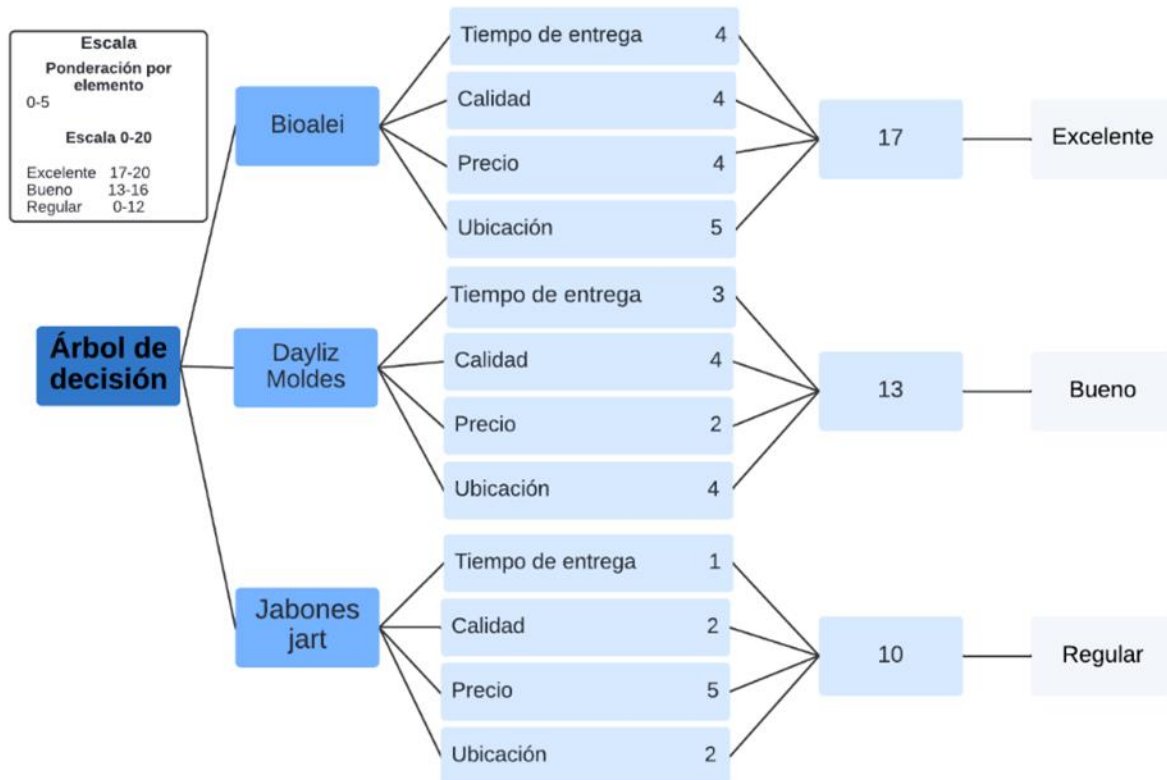 Escala
Ponderación por
elemento
0-5
Escala 0-20
Excelente 17-20
Bueno 13-16
Regular 0-12
Árbol de
decisión
Bioalei
Tiempo de entrega 4
Calidad 4
Precio 4
Ubicación 5
17
Excelente
Dayliz
Moldes
Tiempo de entrega 3
Calidad 4
Precio 2
Ubicación 4
13
Bueno
Jabones
jart
Tiempo de entrega 1
Calidad 2
Precio 5
Ubicación 2
10
Regular